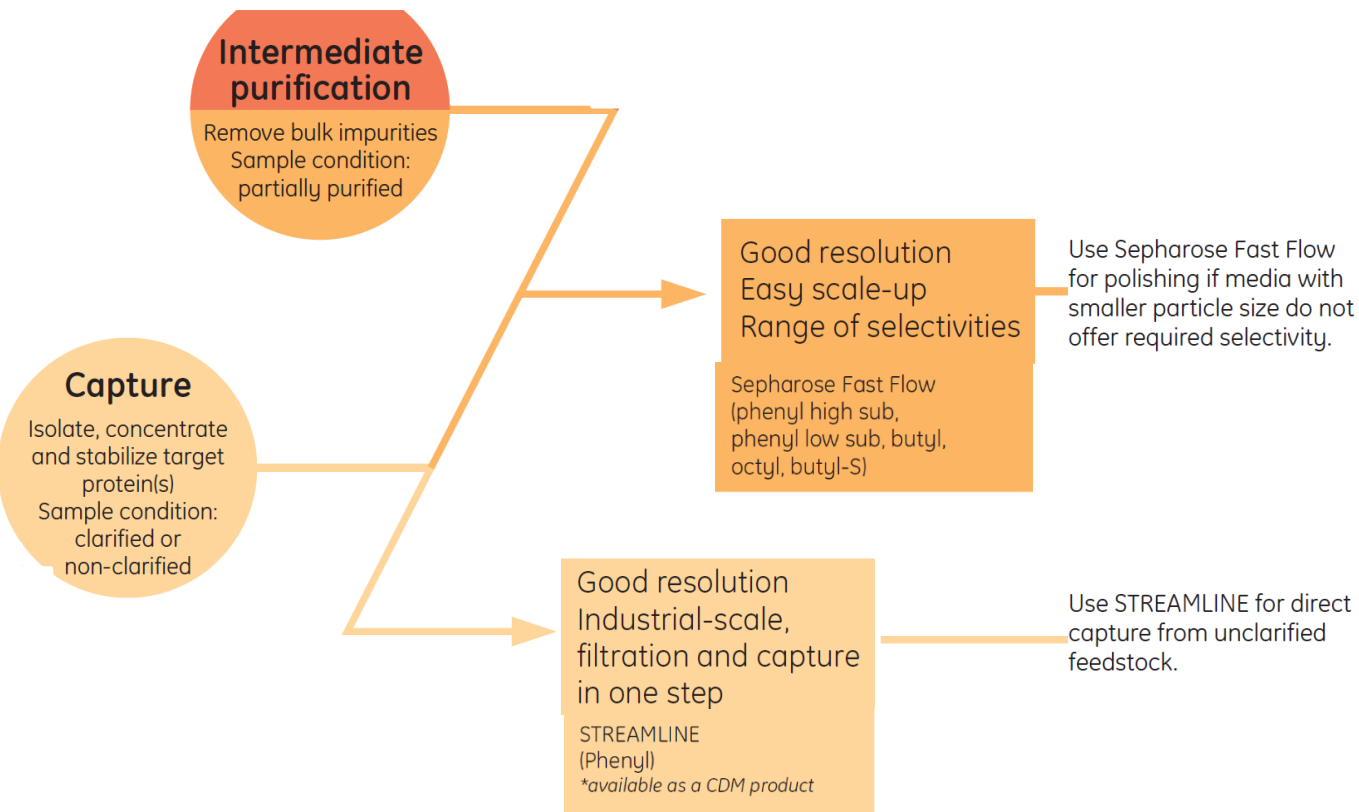 Intermediate
purification
Remove bulk impurities
Sample condition:
partially purified
Good resolution
Easy scale-up
Range of selectivities
Sepharose Fast Flow
(phenyl high sub,
phenyl low sub, butyl,
octyl, butyl-S)
Use Sepharose Fast Flow
for polishing if media with
smaller particle size do not
offer required selectivity.
Capture
Isolate, concentrate
and stabilize target
protein(s)
Sample condition:
clarified or
non-clarified
Good resolution
Industrial-scale,
filtration and capture
in one step
STREAMLINE
(Phenyl)
*available as a CDM product
Use STREAMLINE for direct
capture from unclarified
feedstock.